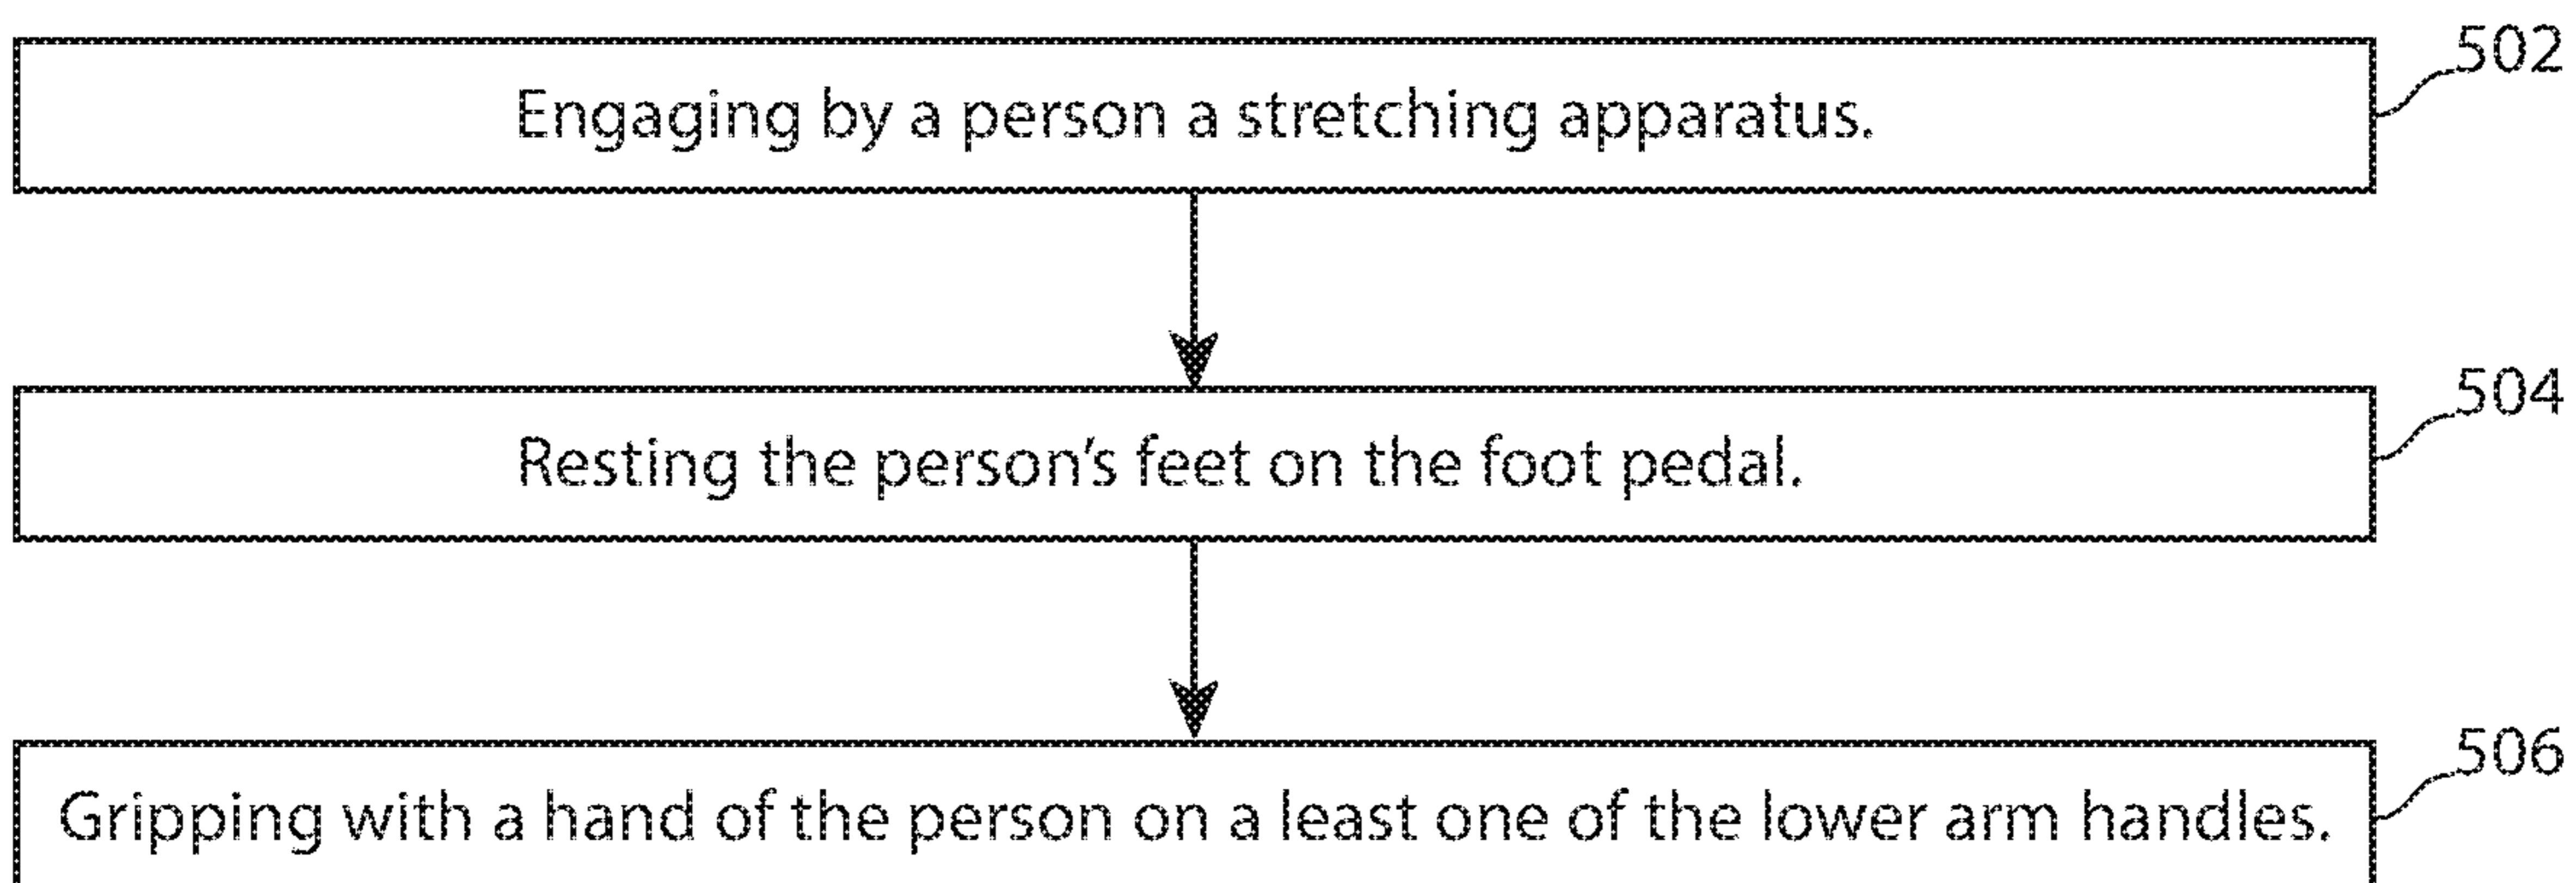 502
Engaging by a person a stretching apparatus.
504
Resting the person's feet on the foot pedal.
506
Gripping with a hand of the person on a least one of the lower arm handles.